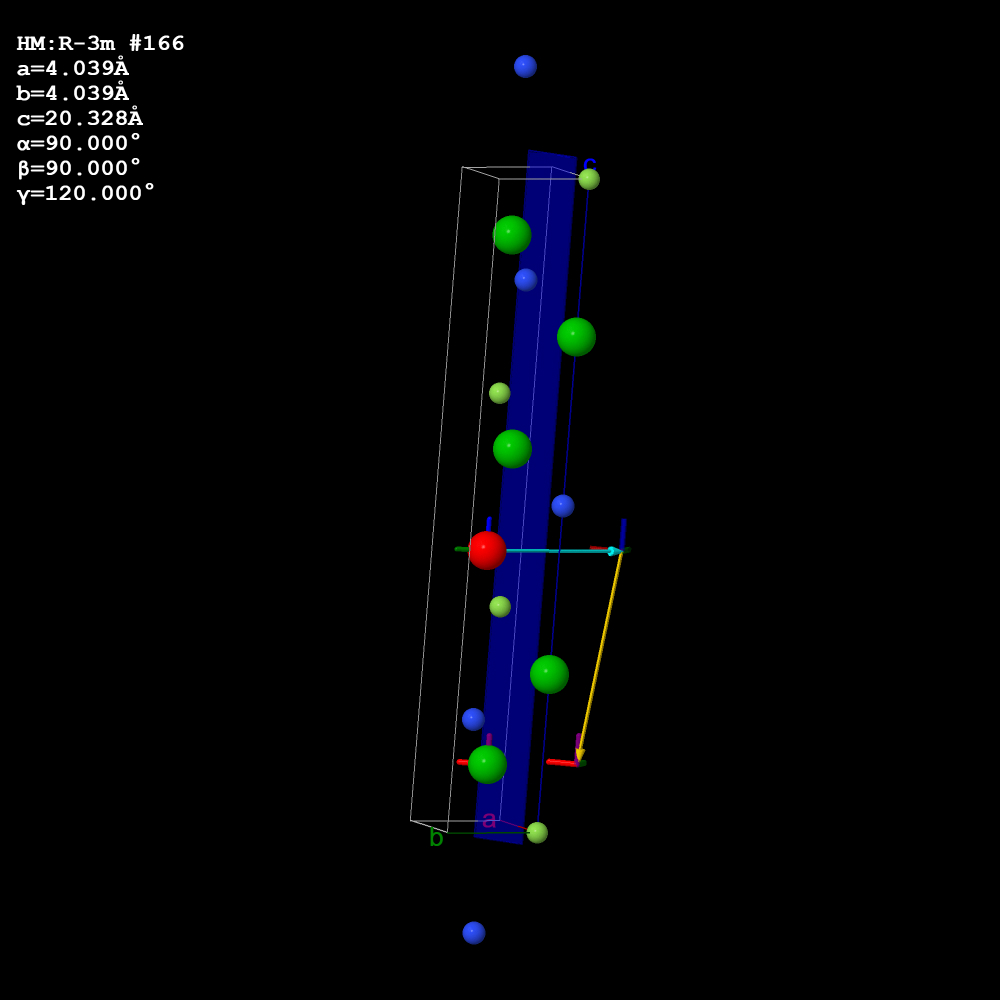 HM:R-3m #166
a=4.039Å
b=4.039Å
c=20.328Å
α=90.000°
β=90.000°
γ=120.000°
c
a
b